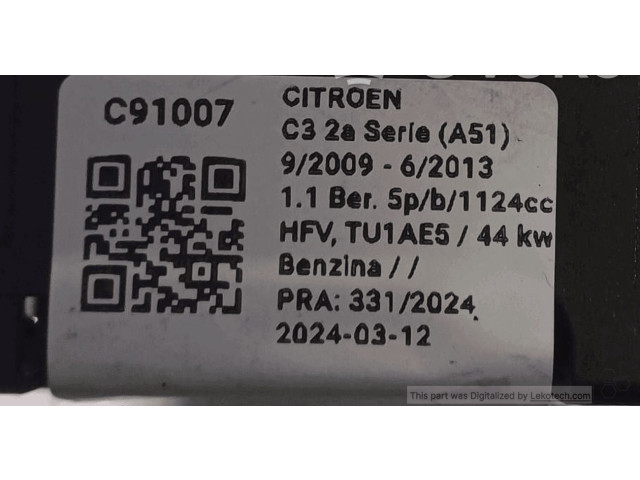 C91007
CITROEN
C3 2a Serie (A51)
9/2009 - 6/2013
1.1 Ber. 5p/b/1124cc
HFV, TU1AE5 / 44 kw
Benzina / /
PRA: 331/2024
2024-03-12
This part was Digitalized by Lekotech.com